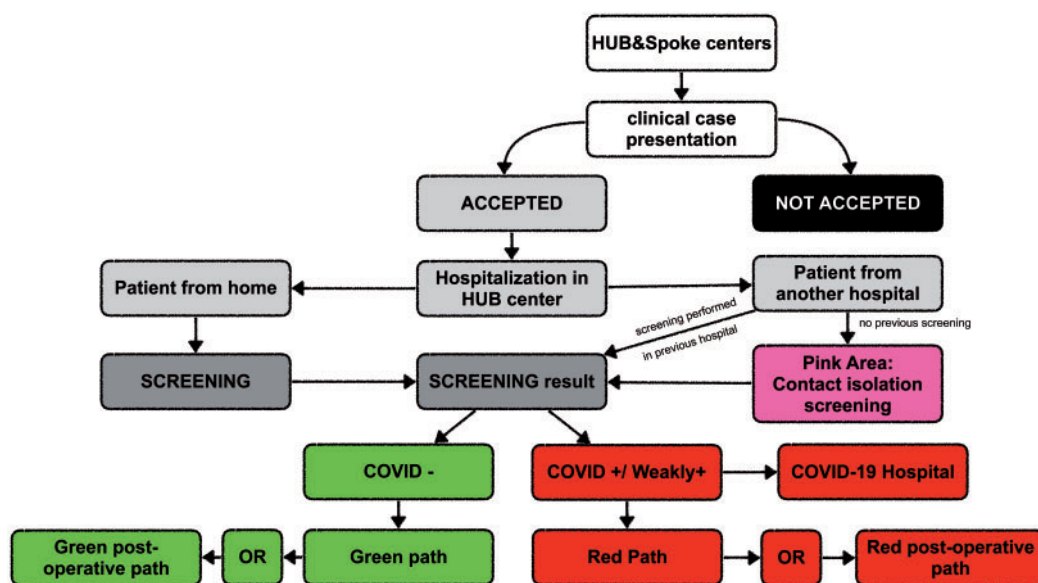 HUB&Spoke centers
clinical case
presentation
ACCEPTED
NOT ACCEPTED
Patient from home
Hospitalization in
HUB center
Patient from
another hospital
screening performed
in previous hospital
no previous screening
SCREENING
SCREENING result
Pink Area:
Contact isolation
screening
COVID -
COVID +/ Weakly+
COVID-19 Hospital
Green post-
operative path
OR
Green path
Red Path
OR
Red post-operative
path